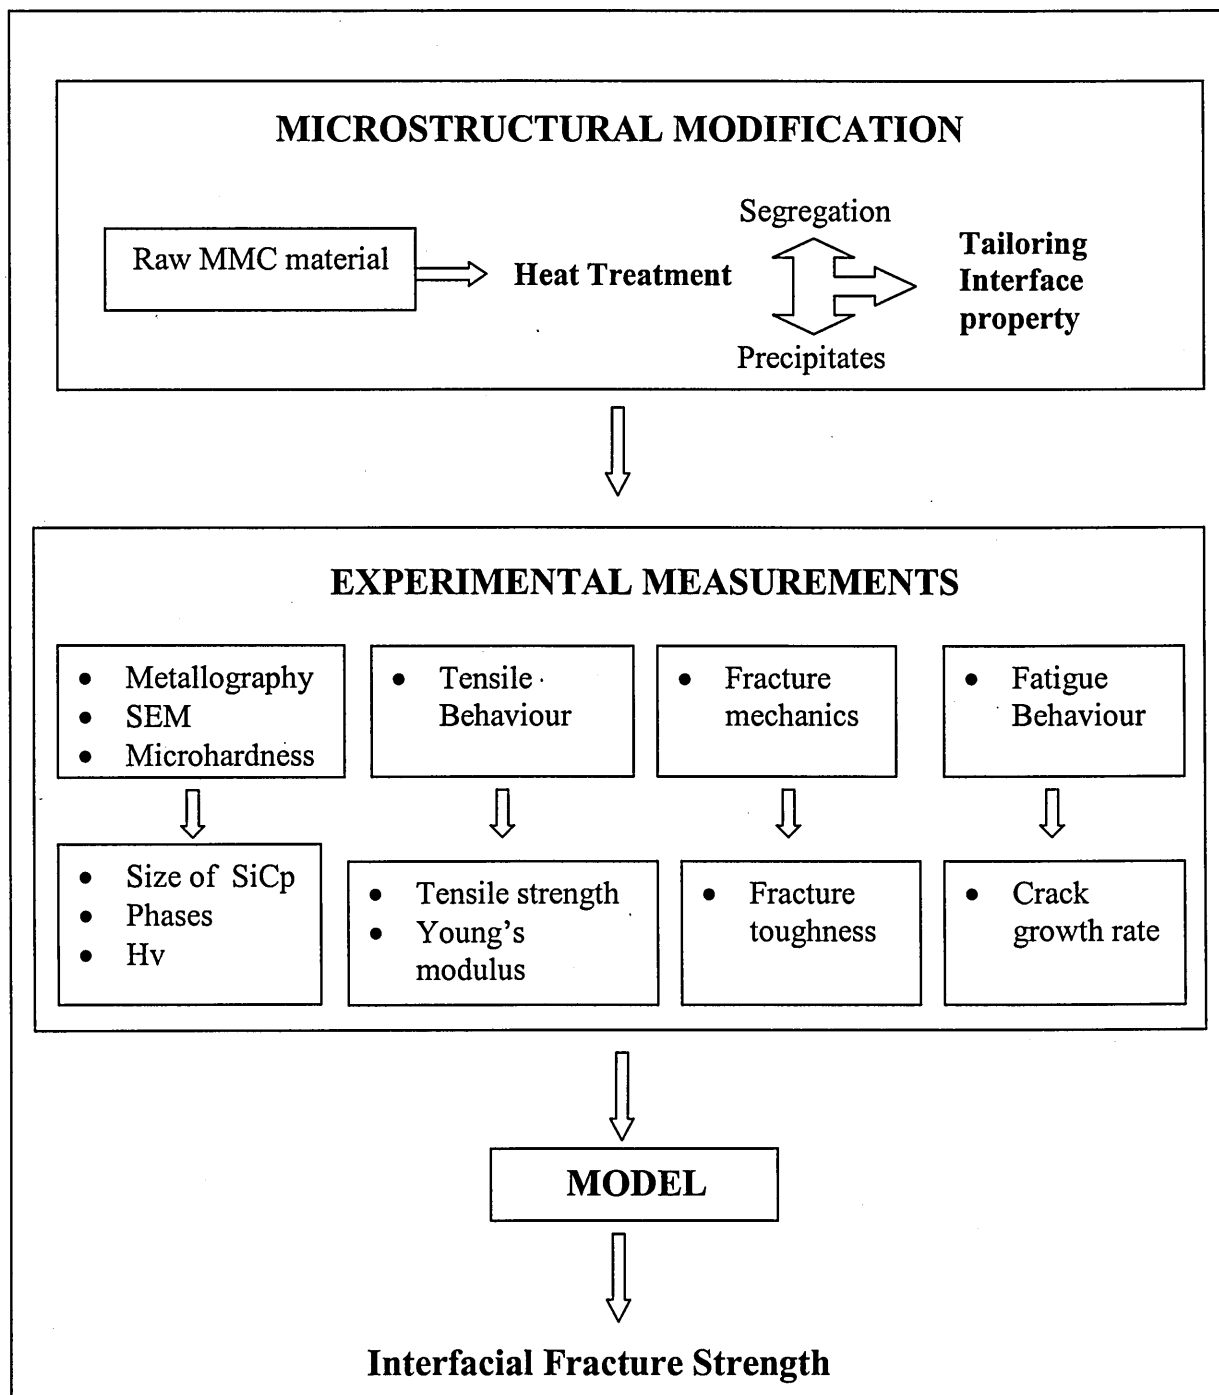 MICROSTRUCTURAL MODIFICATION
Raw MMC material
Heat Treatment
Segregation
Precipitates
Tailoring
Interface
property
EXPERIMENTAL MEASUREMENTS
• Metallography
• SEM
• Microhardness
• Tensile
Behaviour
• Fracture
mechanics
• Fatigue
Behaviour
• Size of SiCp
• Phases
• Hv
• Tensile strength
• Young's
modulus
• Fracture
toughness
• Crack
growth rate
MODEL
Interfacial Fracture Strength